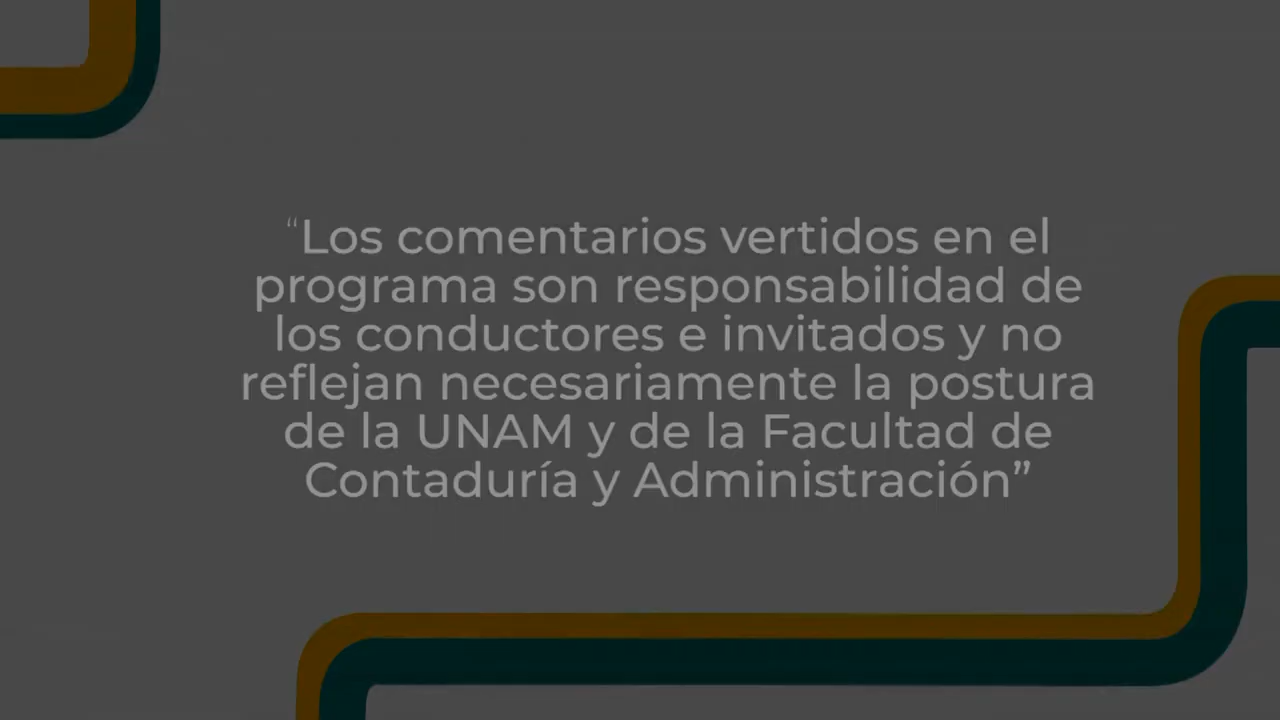 “Los comentarios vertidos en el
programa son responsabilidad de
los conductores e invitados y no
reflejan necesariamente la postura
de la UNAM y de la Facultad de
Contaduría y Administración”